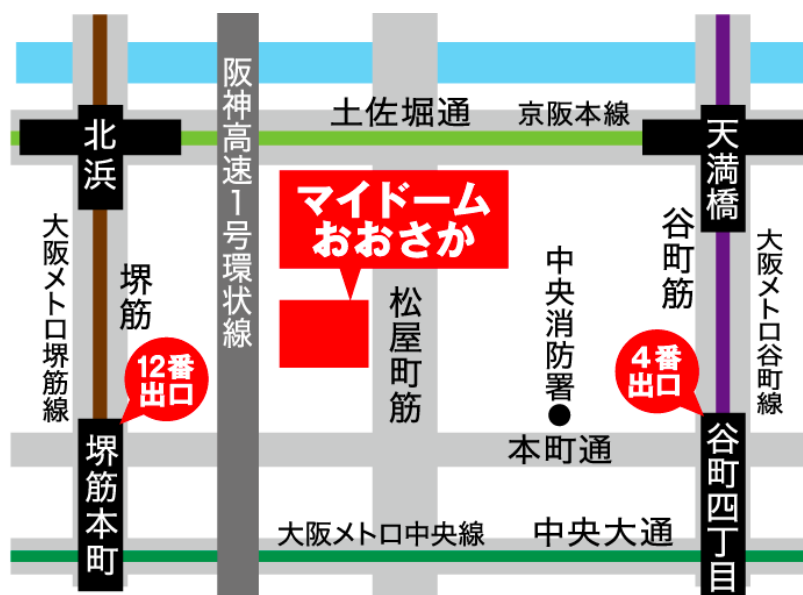 土佐堀通
京阪本線
北浜
天満橋
阪神高速1号環状線
マイドーム
おおさか
大阪メトロ堺筋線
堺筋
松屋町筋
中央消防署
谷町筋
大阪メトロ谷町線
12番
出口
4番
出口
本町通
堺筋本町
谷町四丁目
大阪メトロ中央線
中央大通